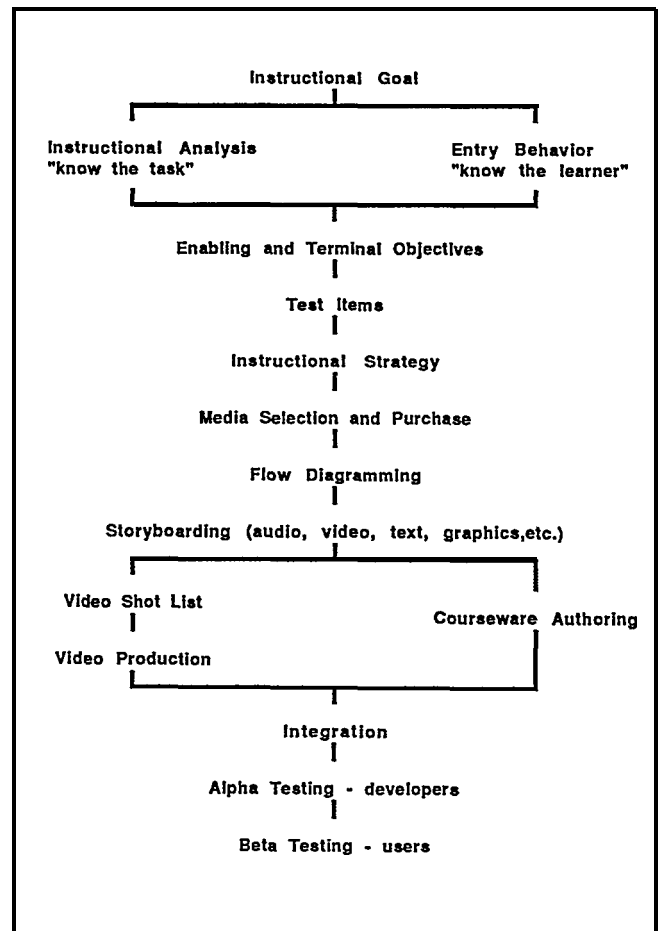 Instructional Goal
Instructional Analysis
"know the task"
Entry Behavior
"know the learner"
Enabling and Terminal Objectives
Test Items
Instructional Strategy
Media Selection and Purchase
Flow Diagramming
Storyboarding (audio, video, text, graphics,etc.)
Video Shot List
Courseware Authoring
Video Production
Integration
Alpha Testing - developers
Beta Testing - users